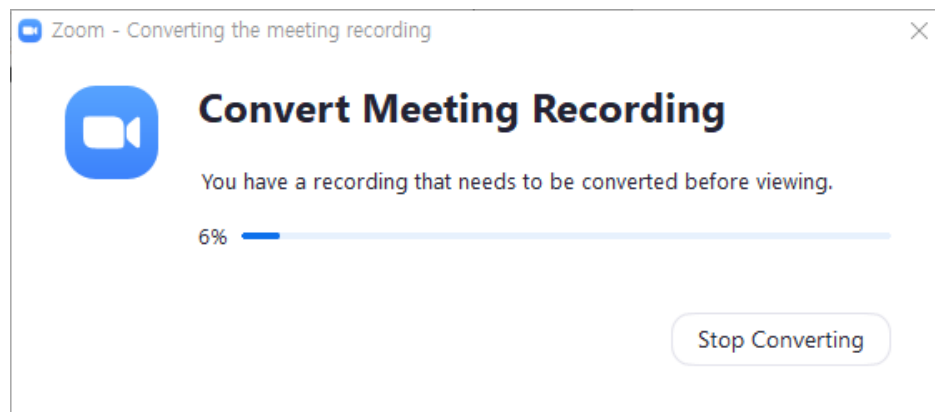 Zoom - Converting the meeting recording
Convert Meeting Recording
You have a recording that needs to be converted before viewing.
6%
Stop Converting